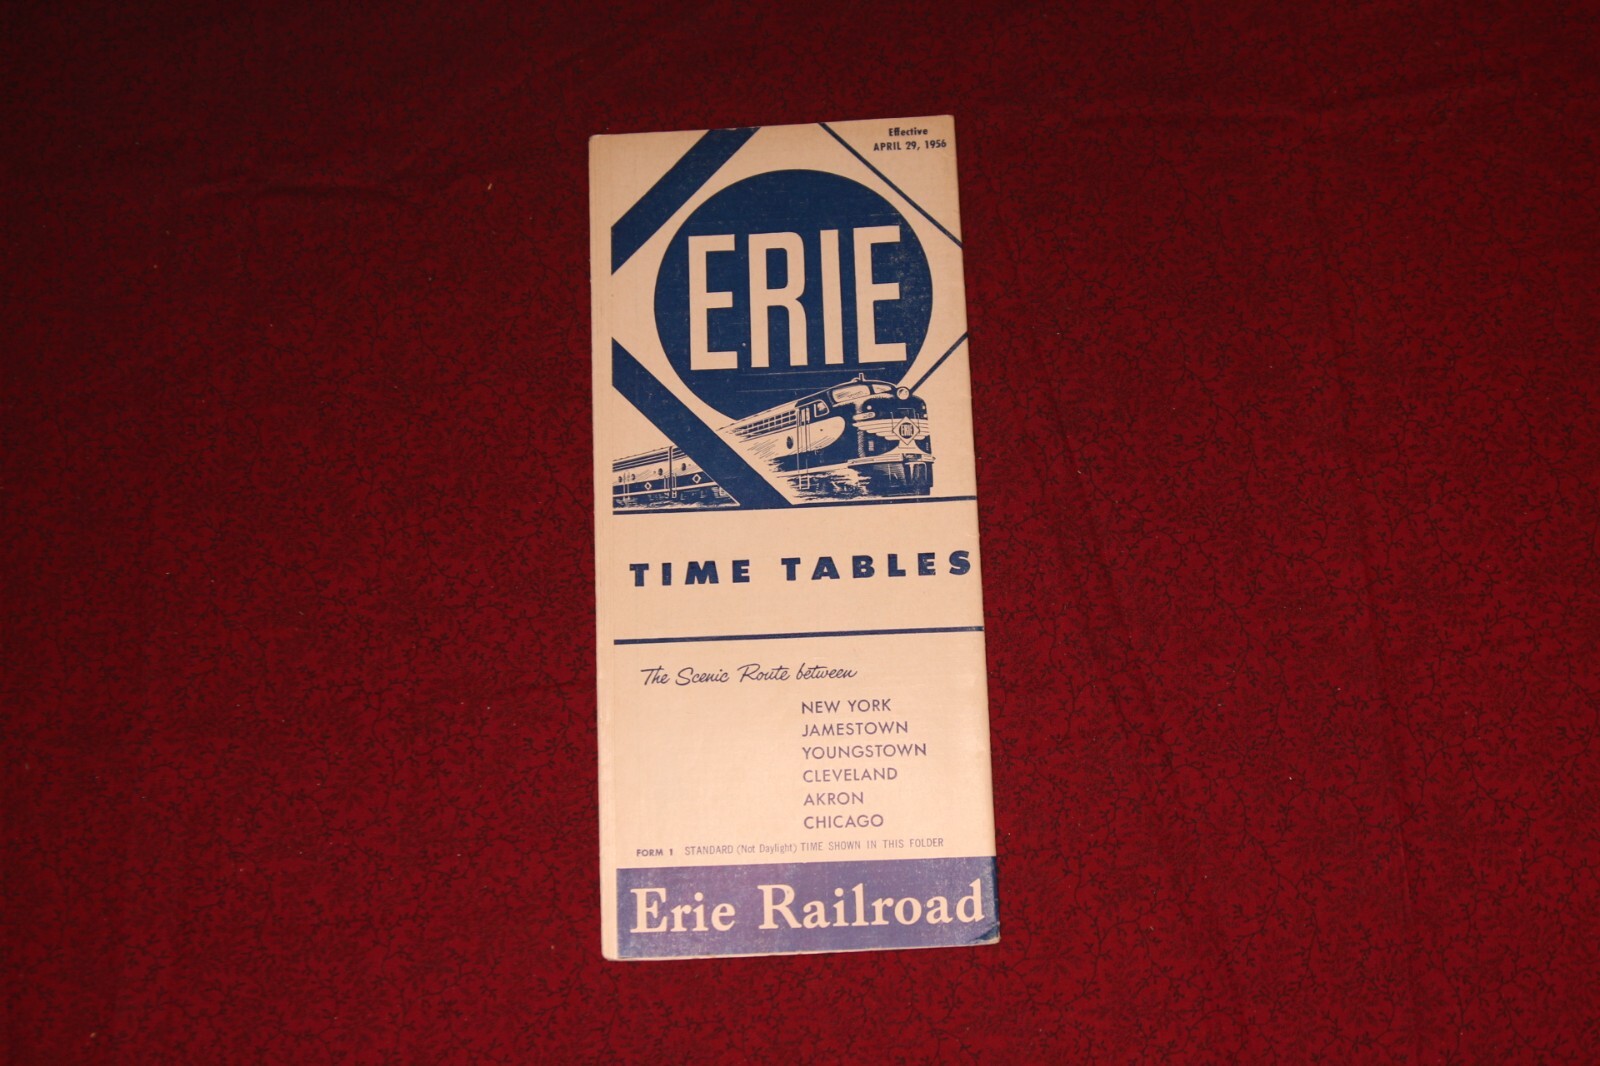 Effective
APRIL 29, 1956
ERIE
ERIE
TIME TABLES
The Scenic Route between
NEW YORK
JAMESTOWN
YOUNGSTOWN
CLEVELAND
AKRON
CHICAGO
FORM 1 STANDARD (Not Daylight) TIME SHOWN IN THIS FOLDER
Erie Railroad